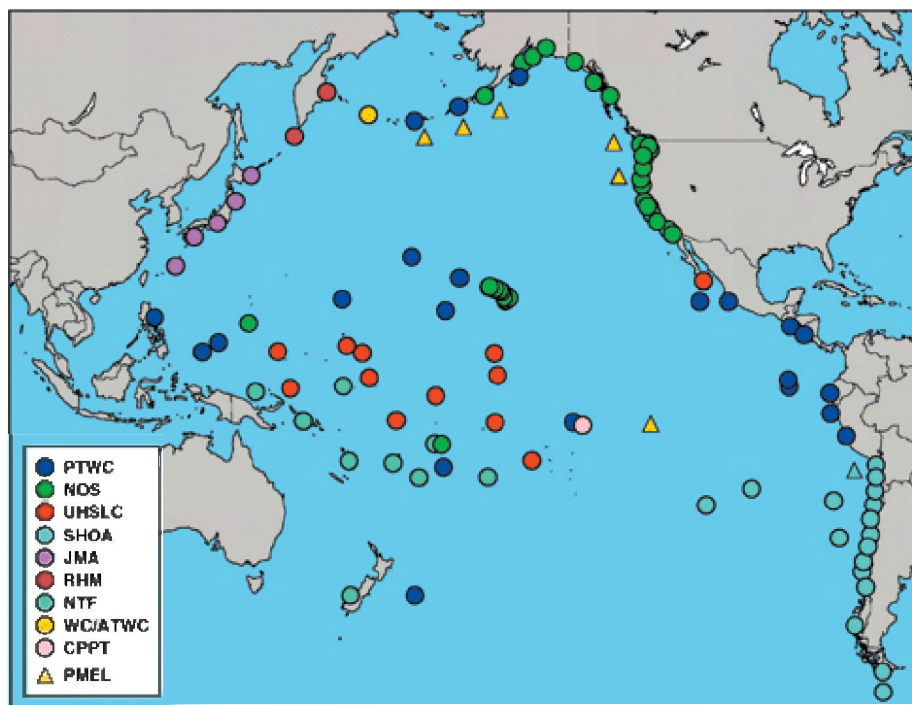 PTWC
NOS
UHSLC
SHOA
JMA
RHM
NTF
WC/ATWC
CPPT
PMEL